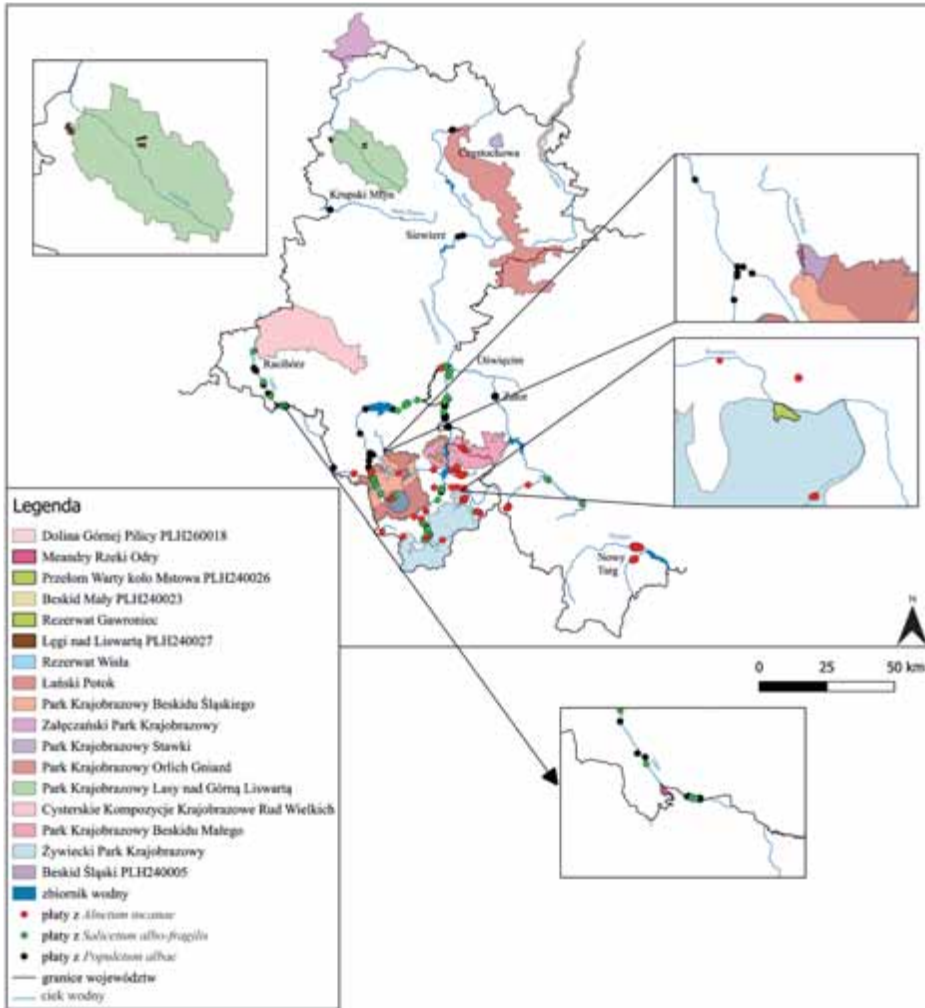 Częstochowa
Krupski Młyn
Siewierz
Racibórz
Oświęcim
Zator
Nowy
Targ
N
0 25 50 km
Legenda
Dolina Górnej Pilicy PLH260018
Meandry Rzeki Odry
Przełom Warty koło Mstowa PLH240026
Beskid Mały PLH240023
Rezerwat Gawroniec
Łęgi nad Liswartą PLH240027
Rezerwat Wisła
Łański Potok
Park Krajobrazowy Beskidu Śląskiego
Załęczański Park Krajobrazowy
Park Krajobrazowy Stawki
Park Krajobrazowy Orlich Gniazd
Park Krajobrazowy Lasy nad Górną Liswartą
Cysterskie Kompozycje Krajobrazowe Rud Wielkich
Park Krajobrazowy Beskidu Małego
Żywiecki Park Krajobrazowy
Beskid Śląski PLH240005
zbiornik wodny
płaty z Alnetum incanae
płaty z Salicetum albo-fragilis
płaty z Populetum albae
granice województw
ciek wodny